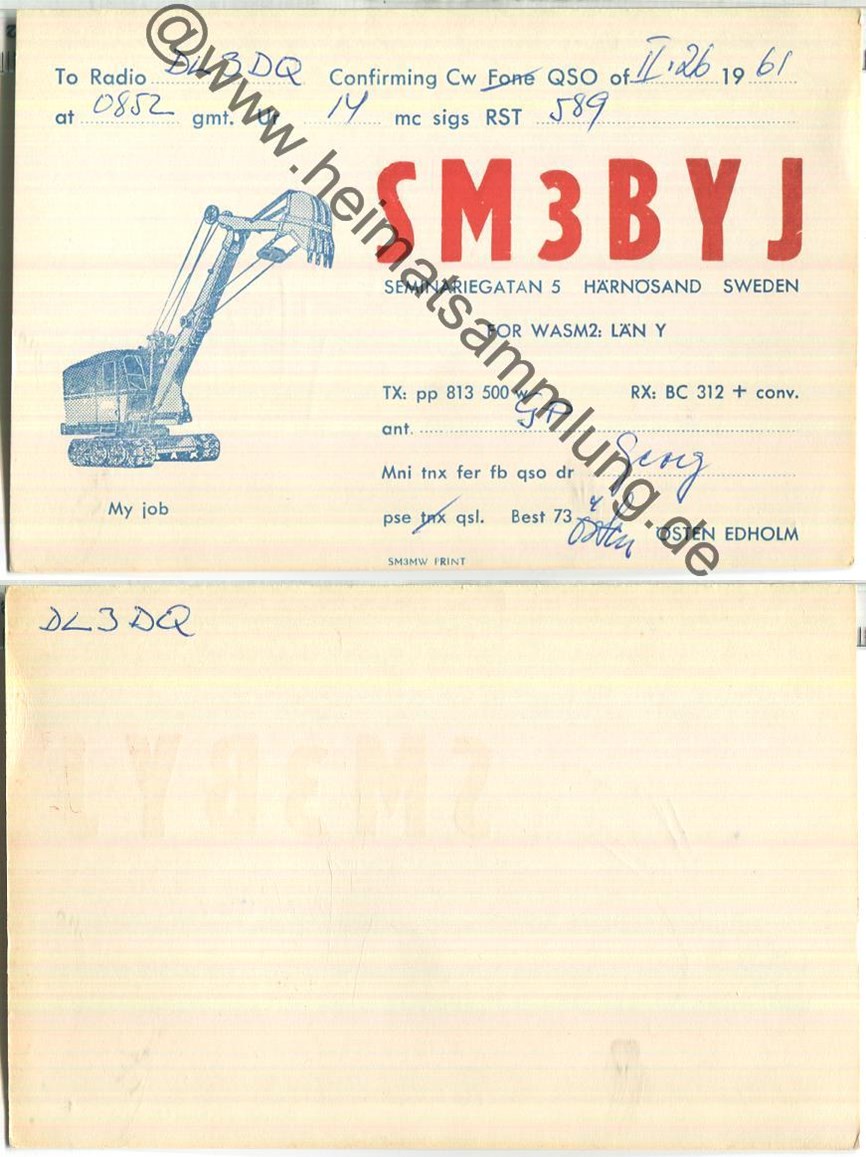 To Radio DL3DQ Confirming Cw Fone QSO of II.26 19 61
at 0852 gmt. Ur 14 mc sigs RST 589
SM3BYJ
SEMINARIEGATAN 5 HÄRNÖSAND SWEDEN
FOR WASM2: LÄN Y
TX: pp 813 500 w RX: BC 312 + conv.
ant. GP
Mni tnx fer fb qso dr Georg
pse tnx qsl. Best 73 Östen ÖSTEN EDHOLM
My job
SM3MW PRINT
@www.heimatsammlung.de
DL3DQ